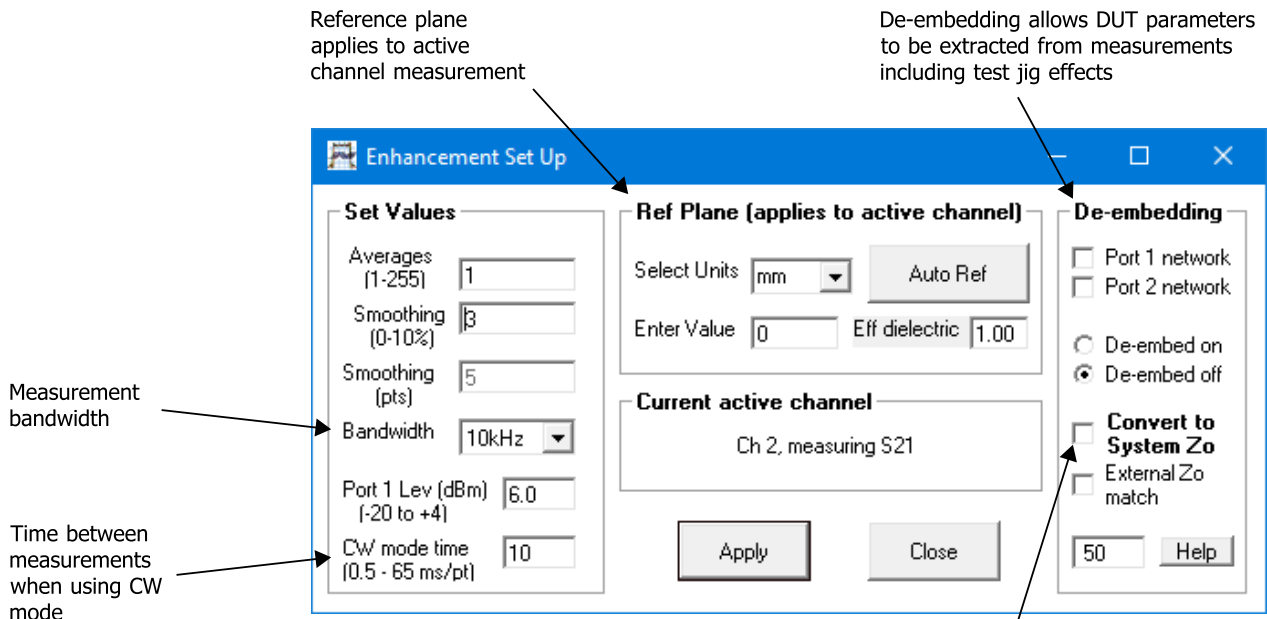 Reference plane
applies to active
channel measurement
De-embedding allows DUT parameters
to be extracted from measurements
including test jig effects
Enhancement Set Up
Set Values
Averages
(1-255)
1
Smoothing
(0-10%)
3
Smoothing
(pts)
5
Bandwidth
10kHz
Port 1 Lev (dBm)
(-20 to +4)
6.0
CW mode time
(0.5 - 65 ms/pt)
10
Ref Plane (applies to active channel)
Select Units
mm
Auto Ref
Enter Value
0
Eff dielectric
1.00
Current active channel
Ch 2, measuring S21
Apply
Close
De-embedding
Port 1 network
Port 2 network
De-embed on
De-embed off
Convert to
System Zo
External Zo
match
50
Help
Measurement
bandwidth
Time between
measurements
when using CW
mode